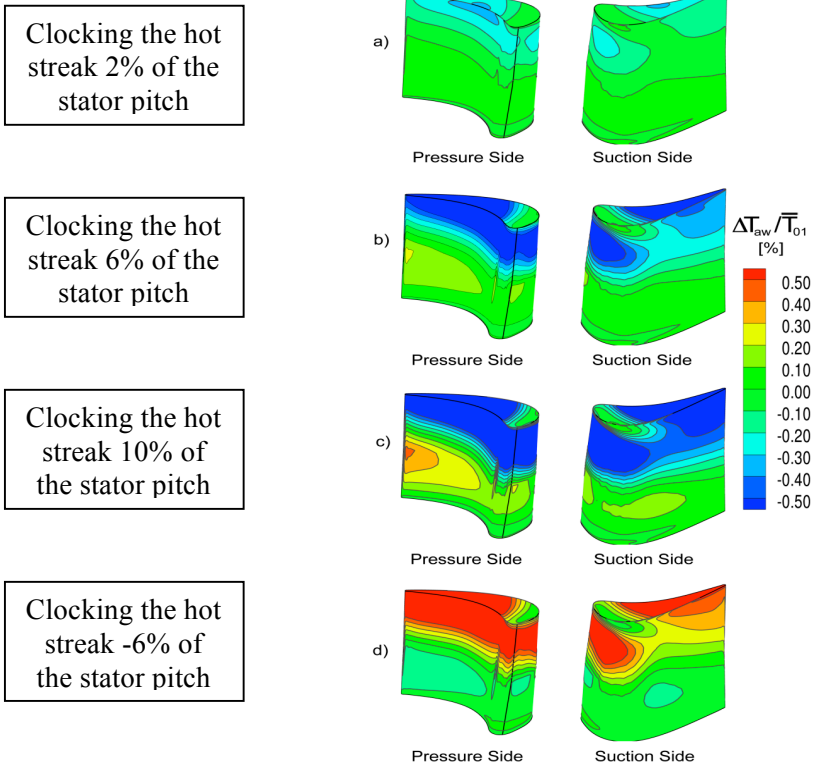 Clocking the hot
streak 2% of the
stator pitch
a)
Pressure Side
Suction Side
Clocking the hot
streak 6% of the
stator pitch
b)
Pressure Side
Suction Side
ΔT_aw/T̿_01
[%]
0.50
0.40
0.30
0.20
0.10
0.00
-0.10
-0.20
-0.30
-0.40
-0.50
Clocking the hot
streak 10% of
the stator pitch
c)
Pressure Side
Suction Side
Clocking the hot
streak -6% of
the stator pitch
d)
Pressure Side
Suction Side